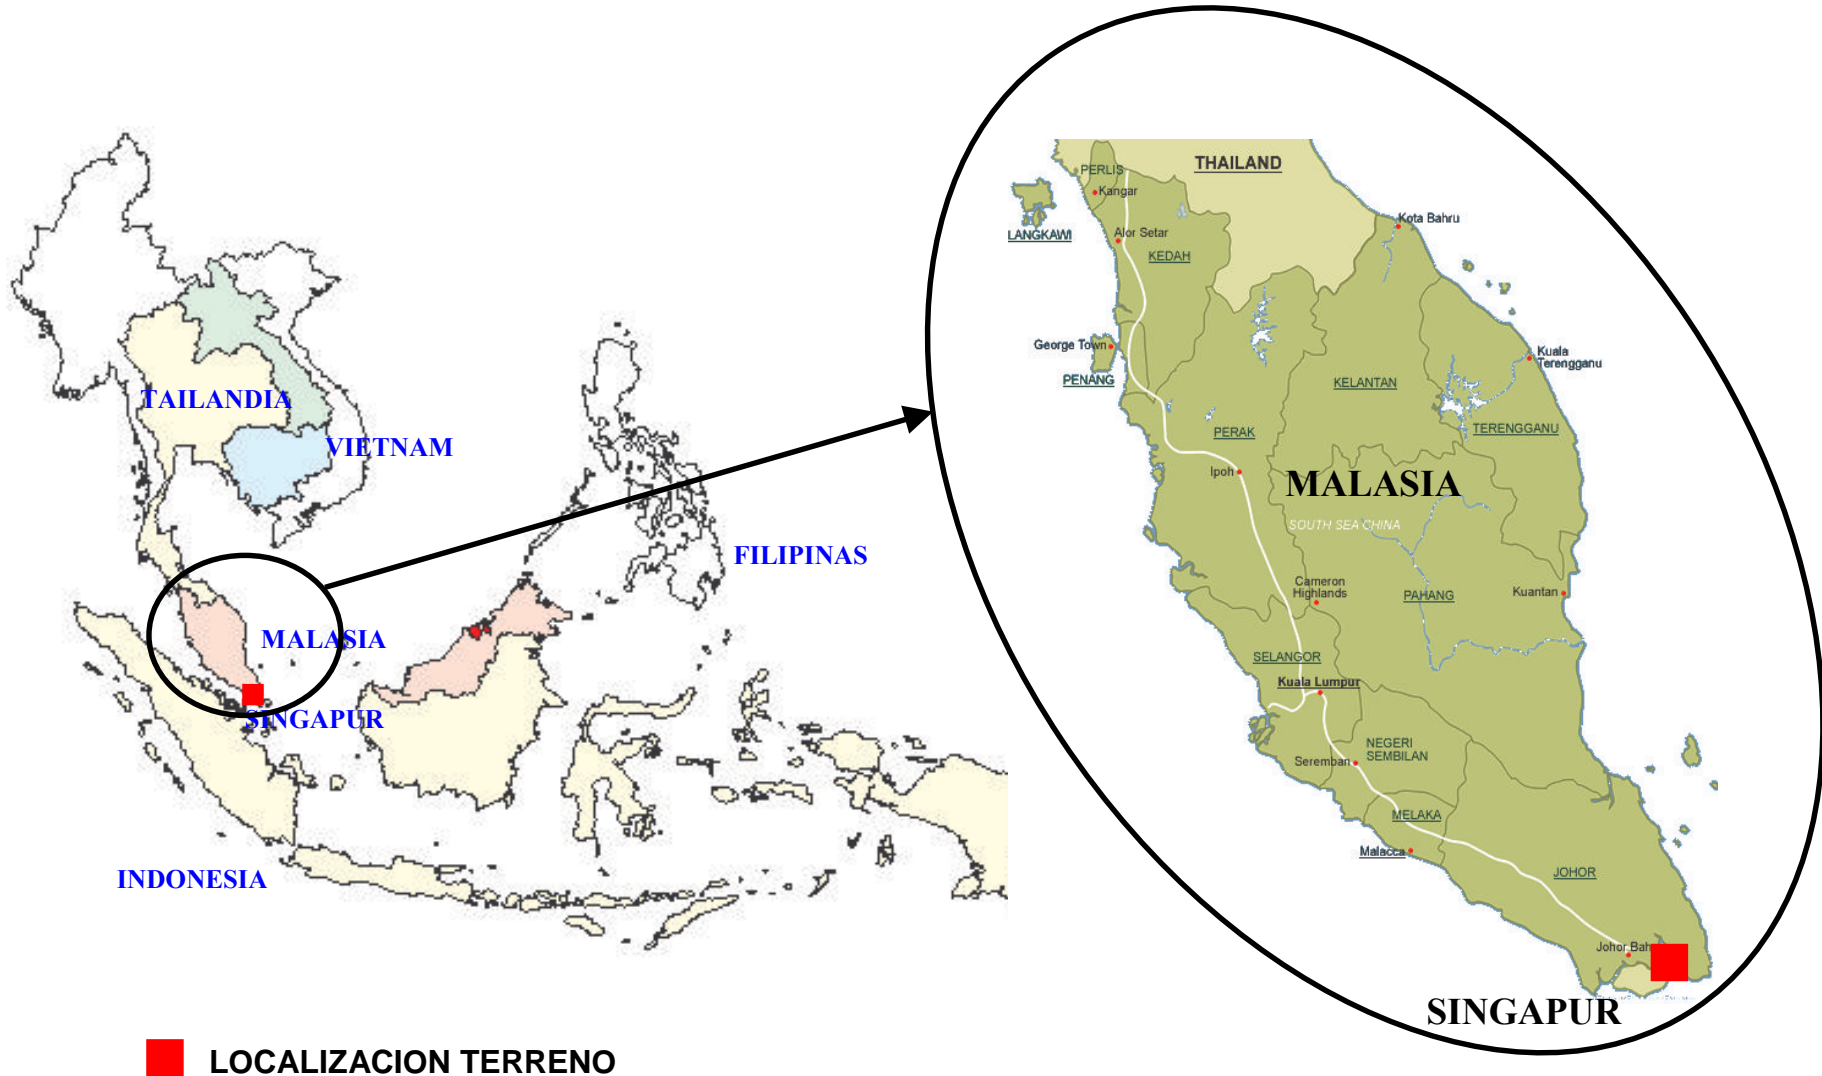 TAILANDIA
VIETNAM
FILIPINAS
MALASIA
SINGAPUR
INDONESIA
THAILAND
PERLIS
Kangar
LANGKAWI
Alor Setar
KEDAH
Kota Bahru
George Town
PENANG
Kuala
Terengganu
KELANTAN
TERENGGANU
PERAK
Ipoh
MALASIA
SOUTH SEA CHINA
Cameron
Highlands
PAHANG
Kuantan
SELANGOR
Kuala Lumpur
NEGERI
SEMBILAN
Seremban
MELAKA
Malacca
JOHOR
Johor Bah
SINGAPUR
LOCALIZACION TERRENO